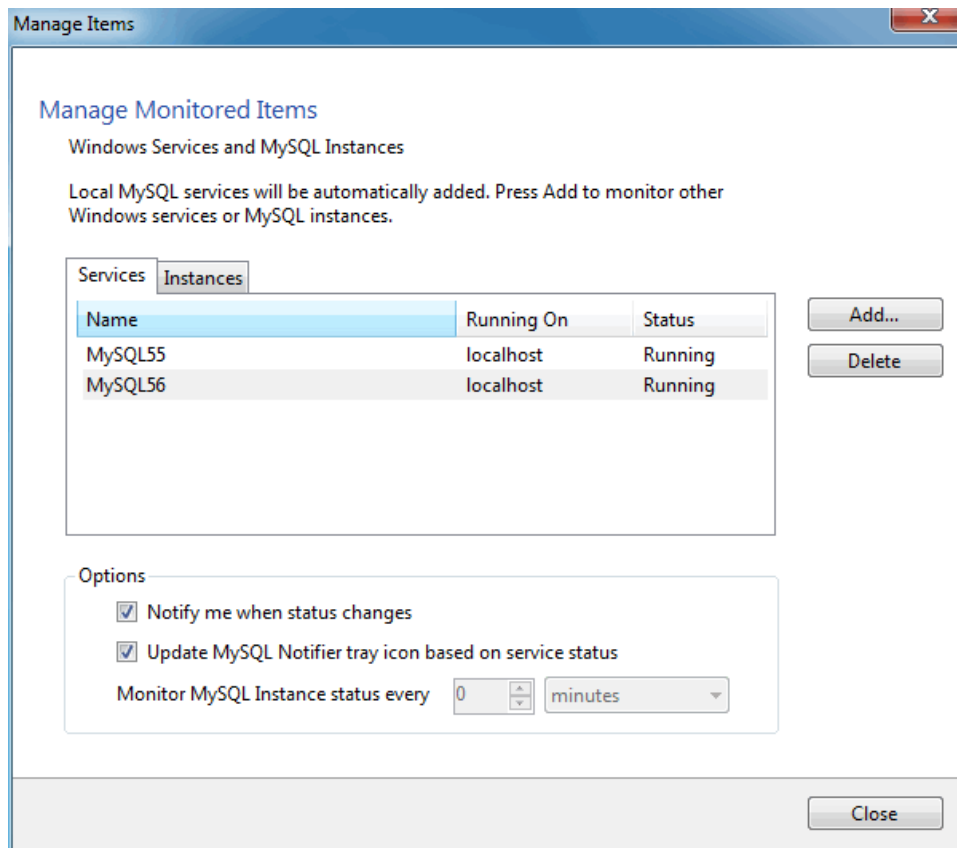 Manage Items
X
Manage Monitored Items
Windows Services and MySQL Instances
Local MySQL services will be automatically added. Press Add to monitor other
Windows services or MySQL instances.
Services Instances
Name Running On Status
MySQL55 localhost Running
MySQL56 localhost Running
Add...
Delete
Options
Notify me when status changes
Update MySQL Notifier tray icon based on service status
Monitor MySQL Instance status every 0 minutes
Close